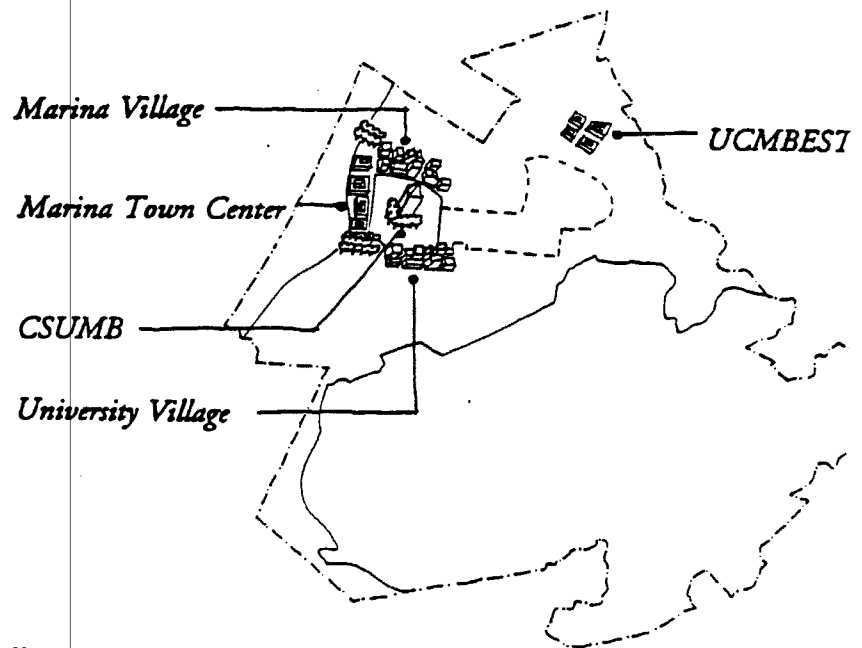 Marina Village
UCMBEST
Marina Town Center
CSUMB
University Village